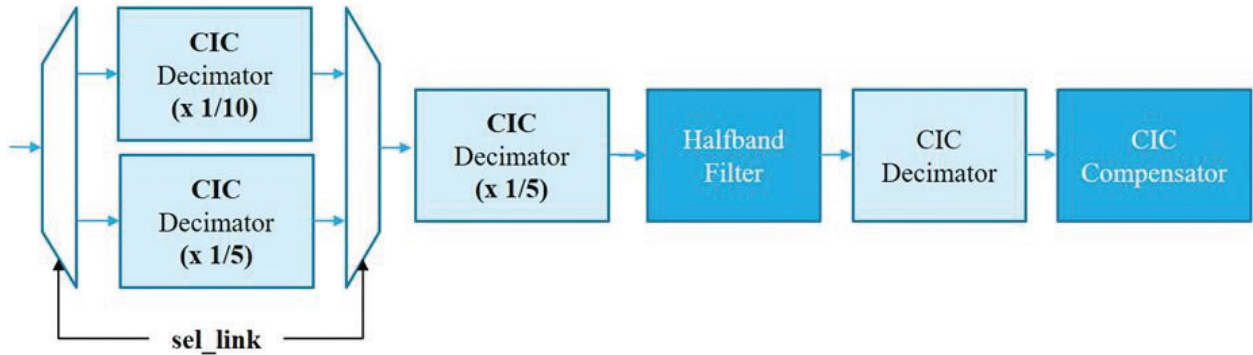 CIC
Decimator
(x 1/10)
CIC
Decimator
(x 1/5)
sel_link
CIC
Decimator
(x 1/5)
Halfband
Filter
CIC
Decimator
CIC
Compensator